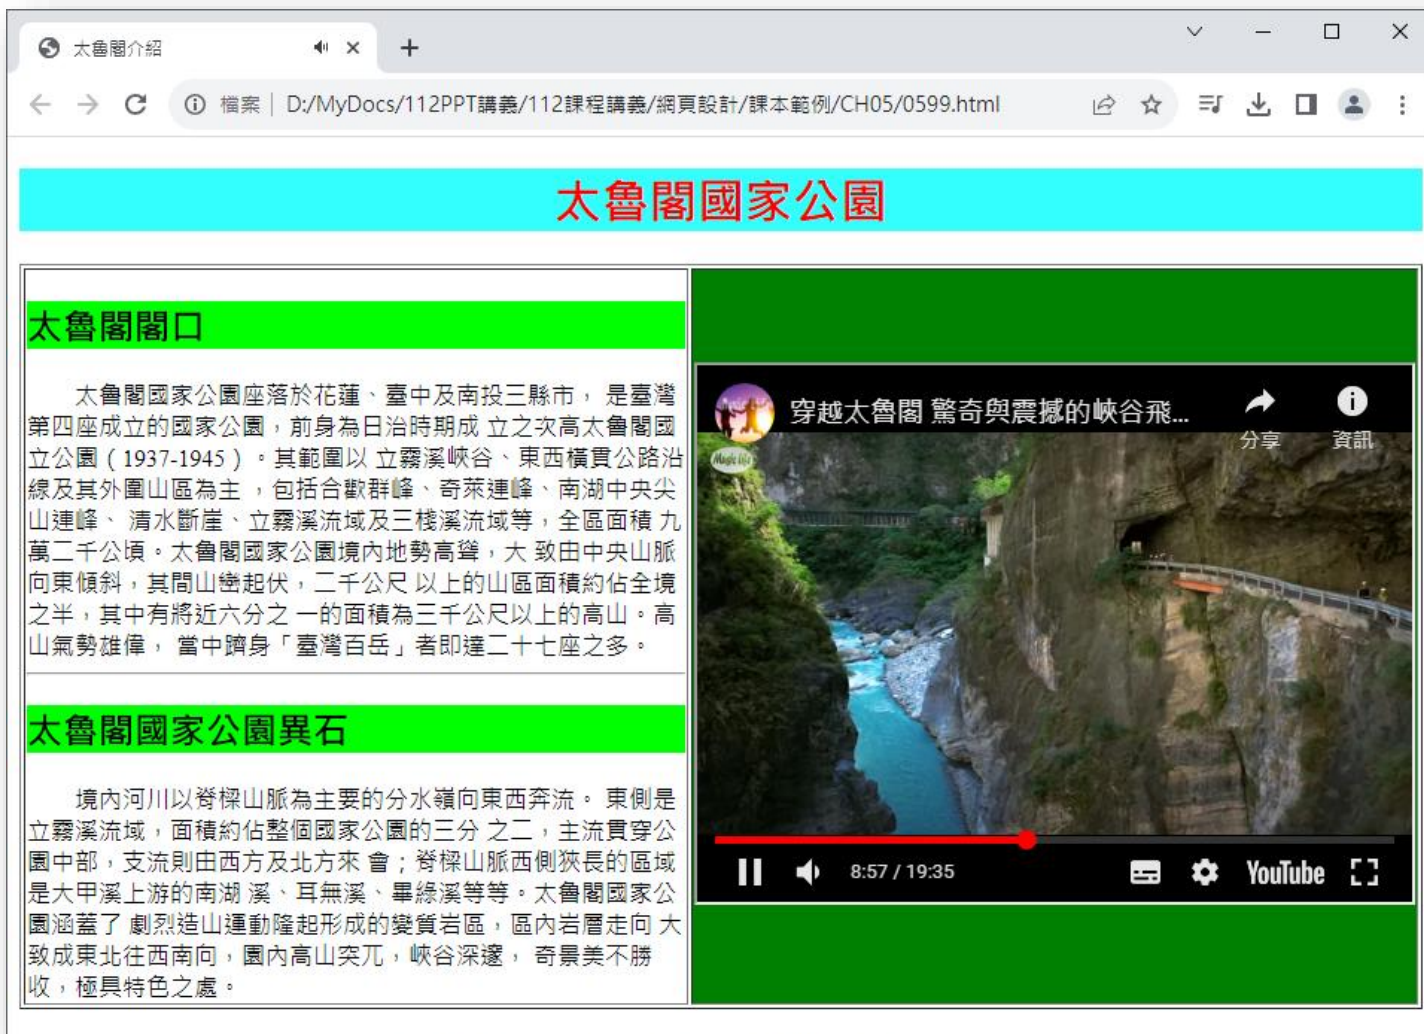 太魯閣介紹
檔案 | D:/MyDocs/112PPT講義/112課程講義/網頁設計/課本範例/CH05/0599.html
太魯閣國家公園
太魯閣閣口
太魯閣國家公園座落於花蓮、臺中及南投三縣市， 是臺灣
第四座成立的國家公園，前身為日治時期成 立之次高太魯閣國
立公園（1937-1945）。其範圍以 立霧溪峽谷、東西橫貫公路沿
線及其外圍山區為主 ，包括合歡群峰、奇萊連峰、南湖中央尖
山連峰、 清水斷崖、立霧溪流域及三棧溪流域等，全區面積 九
萬二千公頃。太魯閣國家公園境內地勢高聳，大 致由中央山脈
向東傾斜，其間山巒起伏，二千公尺 以上的山區面積約佔全境
之半，其中有將近六分之 一的面積為三千公尺以上的高山。高
山氣勢雄偉， 當中躋身「臺灣百岳」者即達二十七座之多。
太魯閣國家公園異石
境內河川以脊樑山脈為主要的分水嶺向東西奔流。 東側是
立霧溪流域，面積約佔整個國家公園的三分 之二，主流貫穿公
園中部，支流則由西方及北方來 會；脊樑山脈西側狹長的區域
是大甲溪上游的南湖 溪、耳無溪、畢綠溪等等。太魯閣國家公
園涵蓋了 劇烈造山運動隆起形成的變質岩區，區內岩層走向 大
致成東北往西南向，園內高山突兀，峽谷深邃， 奇景美不勝
收，極具特色之處。
穿越太魯閣 驚奇與震撼的峽谷飛...
分享
資訊
Magic life
8:57 / 19:35
YouTube